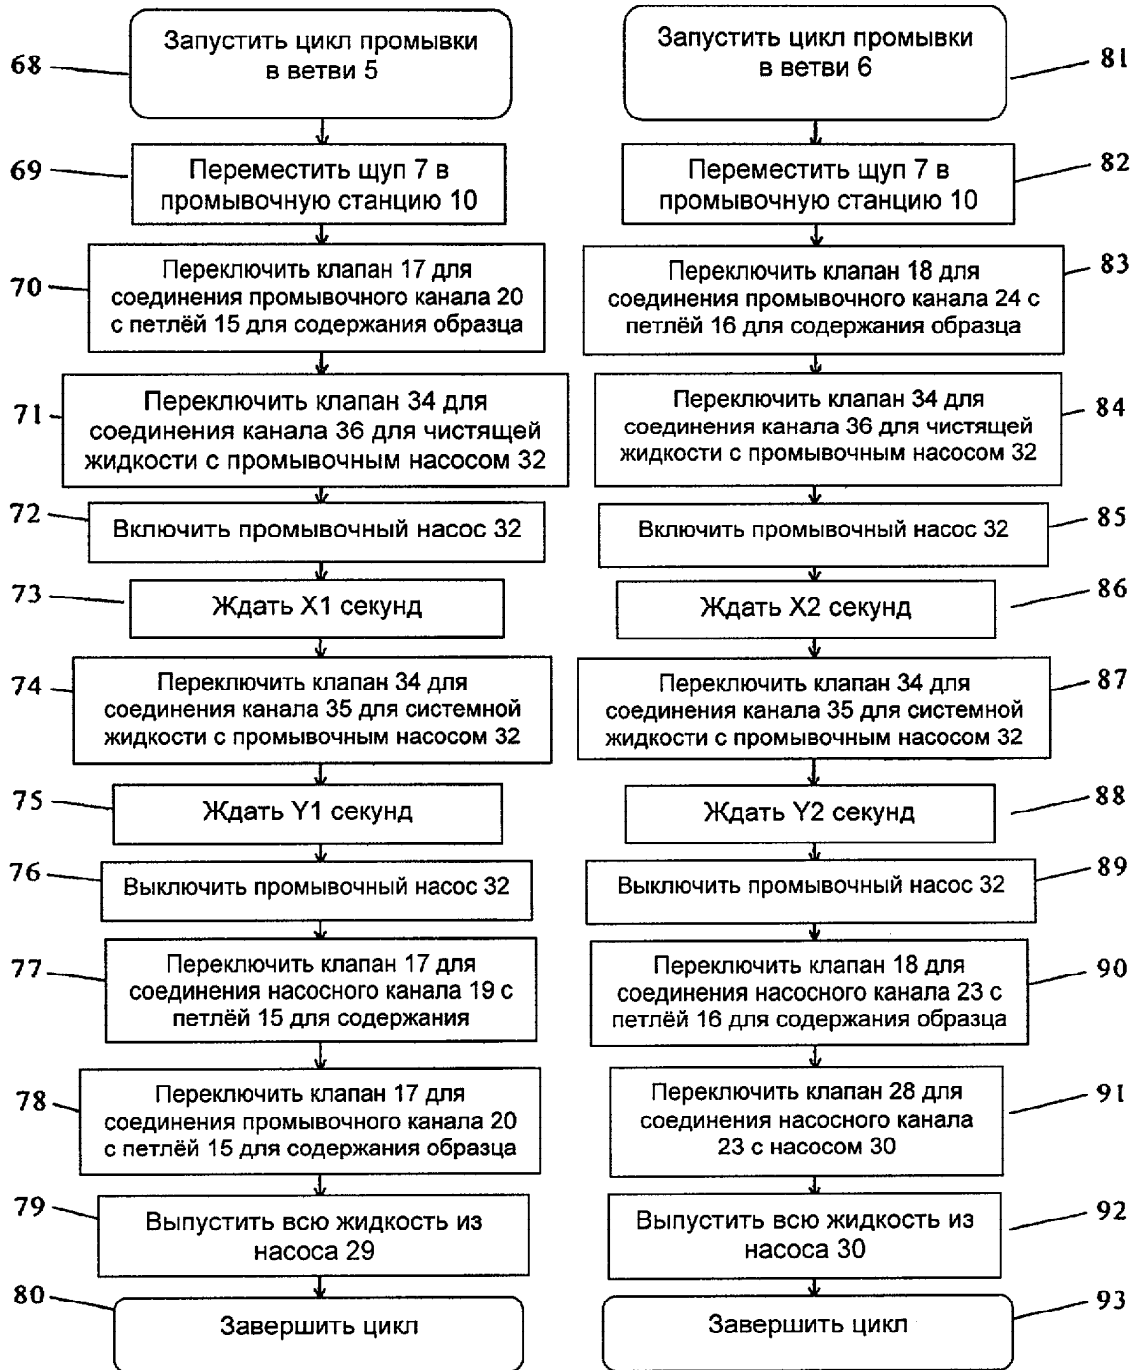 68
Запустить цикл промывки
в ветви 5
69
Переместить щуп 7 в
промывочную станцию 10
70
Переключить клапан 17 для
соединения промывочного канала 20
с петлёй 15 для содержания образца
71
Переключить клапан 34 для
соединения канала 36 для чистящей
жидкости с промывочным насосом 32
72
Включить промывочный насос 32
73
Ждать X1 секунд
74
Переключить клапан 34 для
соединения канала 35 для системной
жидкости с промывочным насосом 32
75
Ждать Y1 секунд
76
Выключить промывочный насос 32
77
Переключить клапан 17 для
соединения насосного канала 19 с
петлёй 15 для содержания
78
Переключить клапан 17 для
соединения промывочного канала 20
с петлёй 15 для содержания образца
79
Выпустить всю жидкость из
насоса 29
80
Завершить цикл
81
Запустить цикл промывки
в ветви 6
82
Переместить щуп 7 в
промывочную станцию 10
83
Переключить клапан 18 для
соединения промывочного канала 24 с
петлёй 16 для содержания образца
84
Переключить клапан 34 для
соединения канала 36 для чистящей
жидкости с промывочным насосом 32
85
Включить промывочный насос 32
86
Ждать X2 секунд
87
Переключить клапан 34 для
соединения канала 35 для системной
жидкости с промывочным насосом 32
88
Ждать Y2 секунд
89
Выключить промывочный насос 32
90
Переключить клапан 18 для
соединения насосного канала 23 с
петлёй 16 для содержания образца
91
Переключить клапан 28 для
соединения насосного канала
23 с насосом 30
92
Выпустить всю жидкость из
насоса 30
93
Завершить цикл